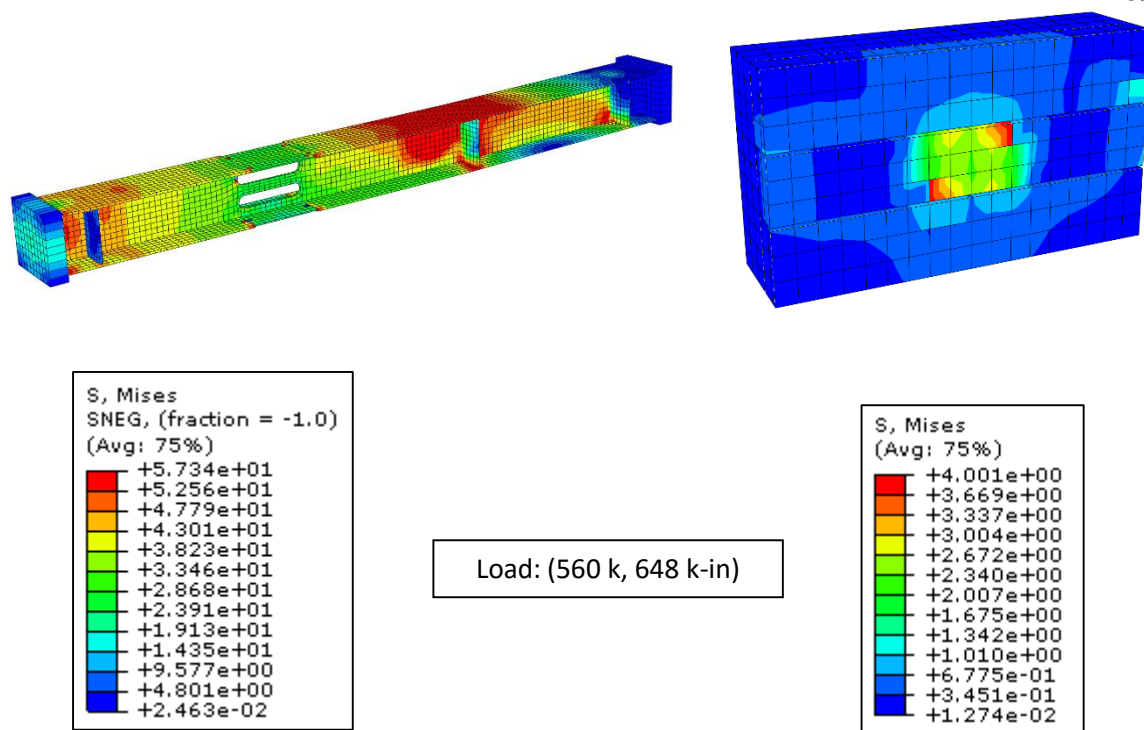 S, Mises
SNEG, (fraction = -1.0)
(Avg: 75%)
+5.734e+01
+5.256e+01
+4.779e+01
+4.301e+01
+3.823e+01
+3.346e+01
+2.868e+01
+2.391e+01
+1.913e+01
+1.435e+01
+9.577e+00
+4.801e+00
+2.463e-02
Load: (560 k, 648 k-in)
S, Mises
(Avg: 75%)
+4.001e+00
+3.669e+00
+3.337e+00
+3.004e+00
+2.672e+00
+2.340e+00
+2.007e+00
+1.675e+00
+1.342e+00
+1.010e+00
+6.775e-01
+3.451e-01
+1.274e-02